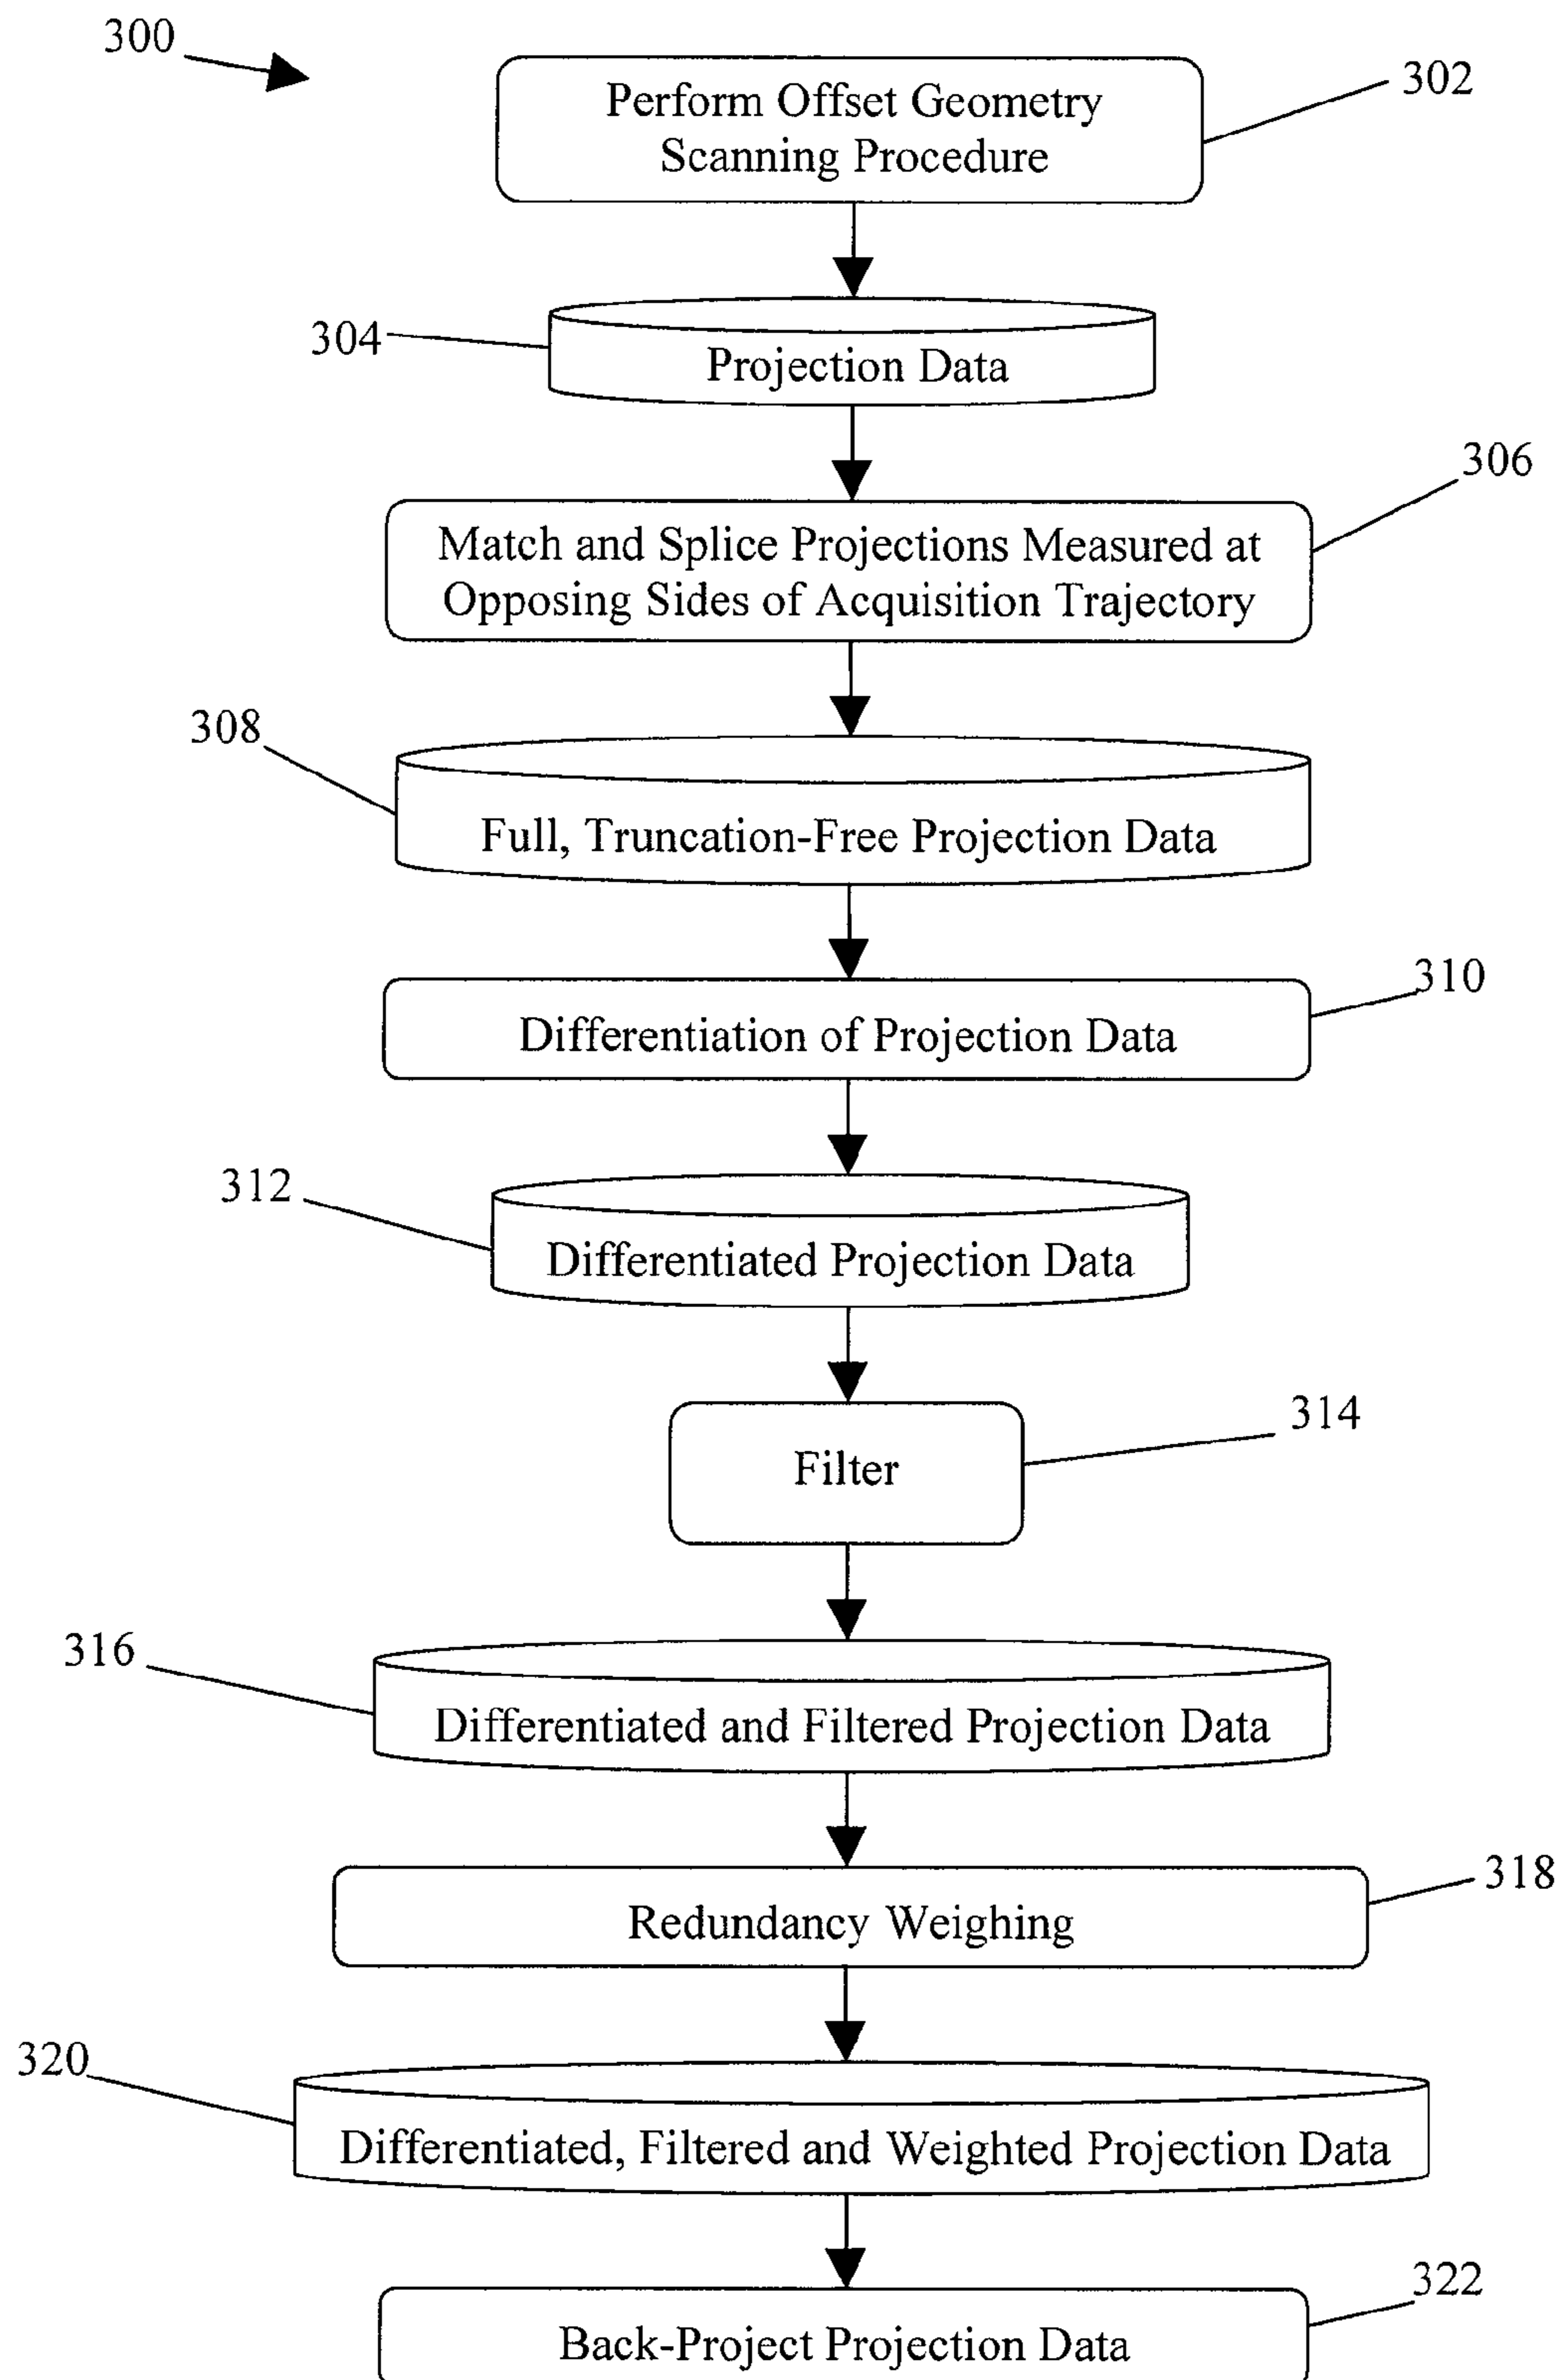 300
Perform Offset Geometry
Scanning Procedure
302
304
Projection Data
306
Match and Splice Projections Measured at
Opposing Sides of Acquisition Trajectory
308
Full, Truncation-Free Projection Data
310
Differentiation of Projection Data
312
Differentiated Projection Data
314
Filter
316
Differentiated and Filtered Projection Data
318
Redundancy Weighing
320
Differentiated, Filtered and Weighted Projection Data
322
Back-Project Projection Data